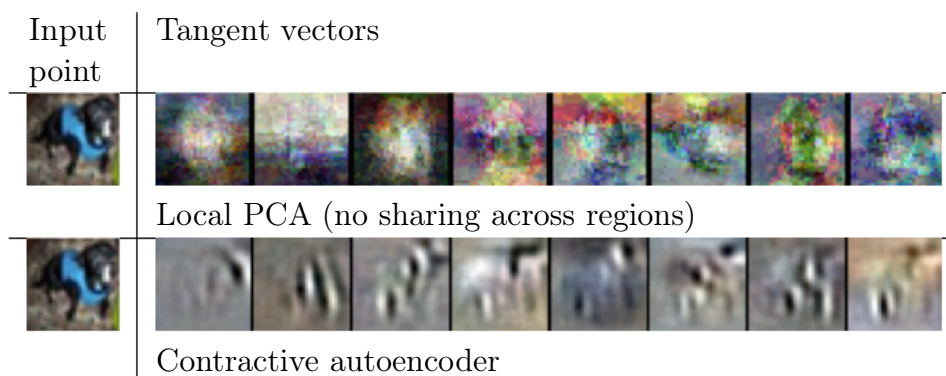 Input
point
Tangent vectors
Local PCA (no sharing across regions)
Contractive autoencoder